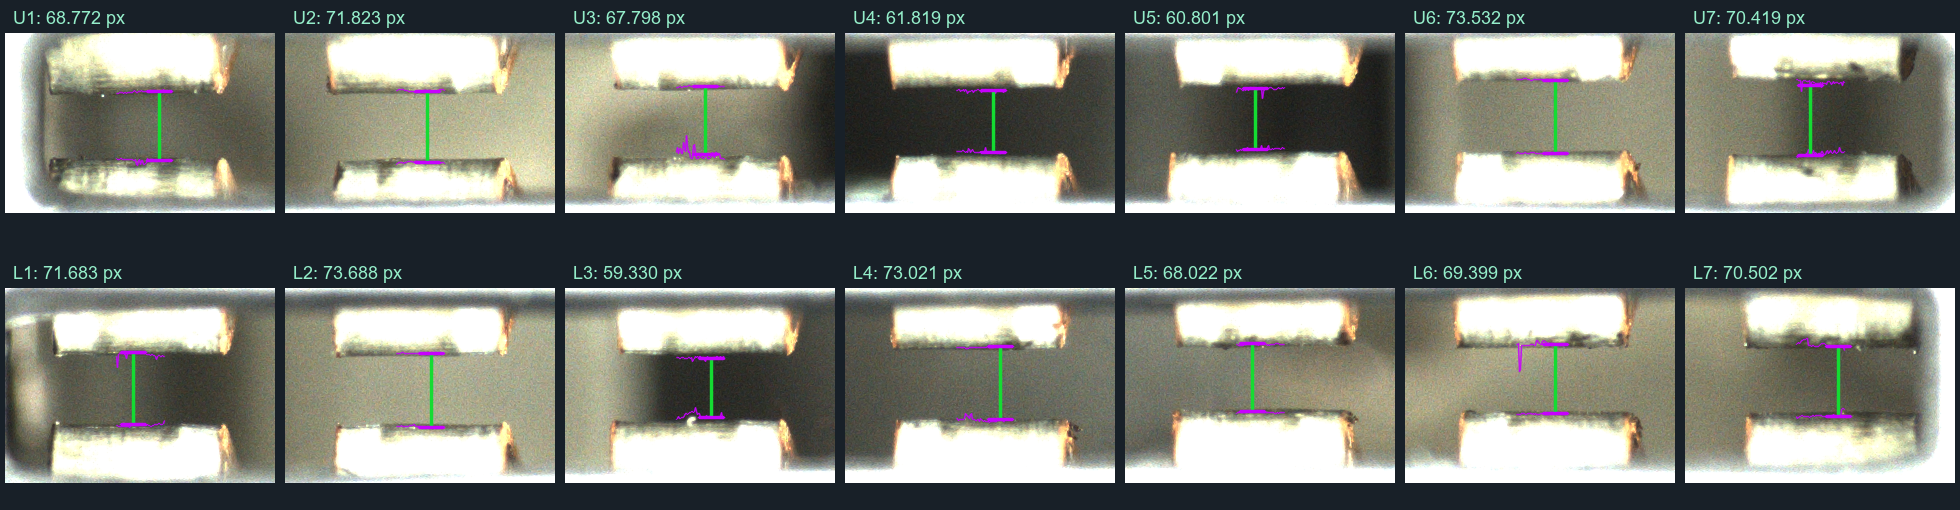 U1: 68.772 px
U2: 71.823 px
U3: 67.798 px
U4: 61.819 px
U5: 60.801 px
U6: 73.532 px
U7: 70.419 px
L1: 71.683 px
L2: 73.688 px
L3: 59.330 px
L4: 73.021 px
L5: 68.022 px
L6: 69.399 px
L7: 70.502 px